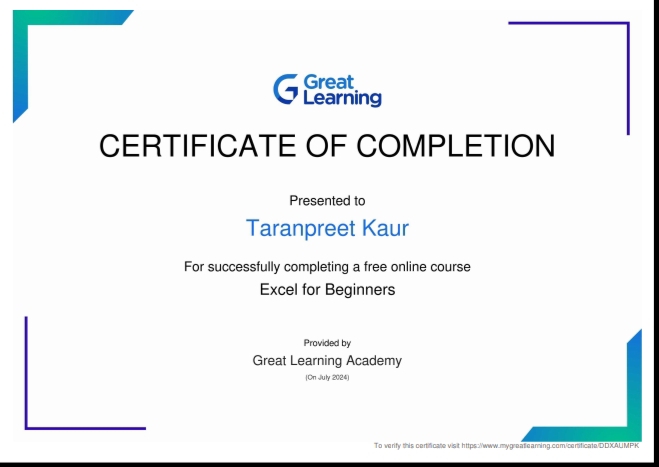 Great
Learning
CERTIFICATE OF COMPLETION
Presented to
Taranpreet Kaur
For successfully completing a free online course
Excel for Beginners
Provided by
Great Learning Academy
(On July 2024)
To verify this certificate visit https://www.mygreatlearning.com/certificate/DDXAUMPK